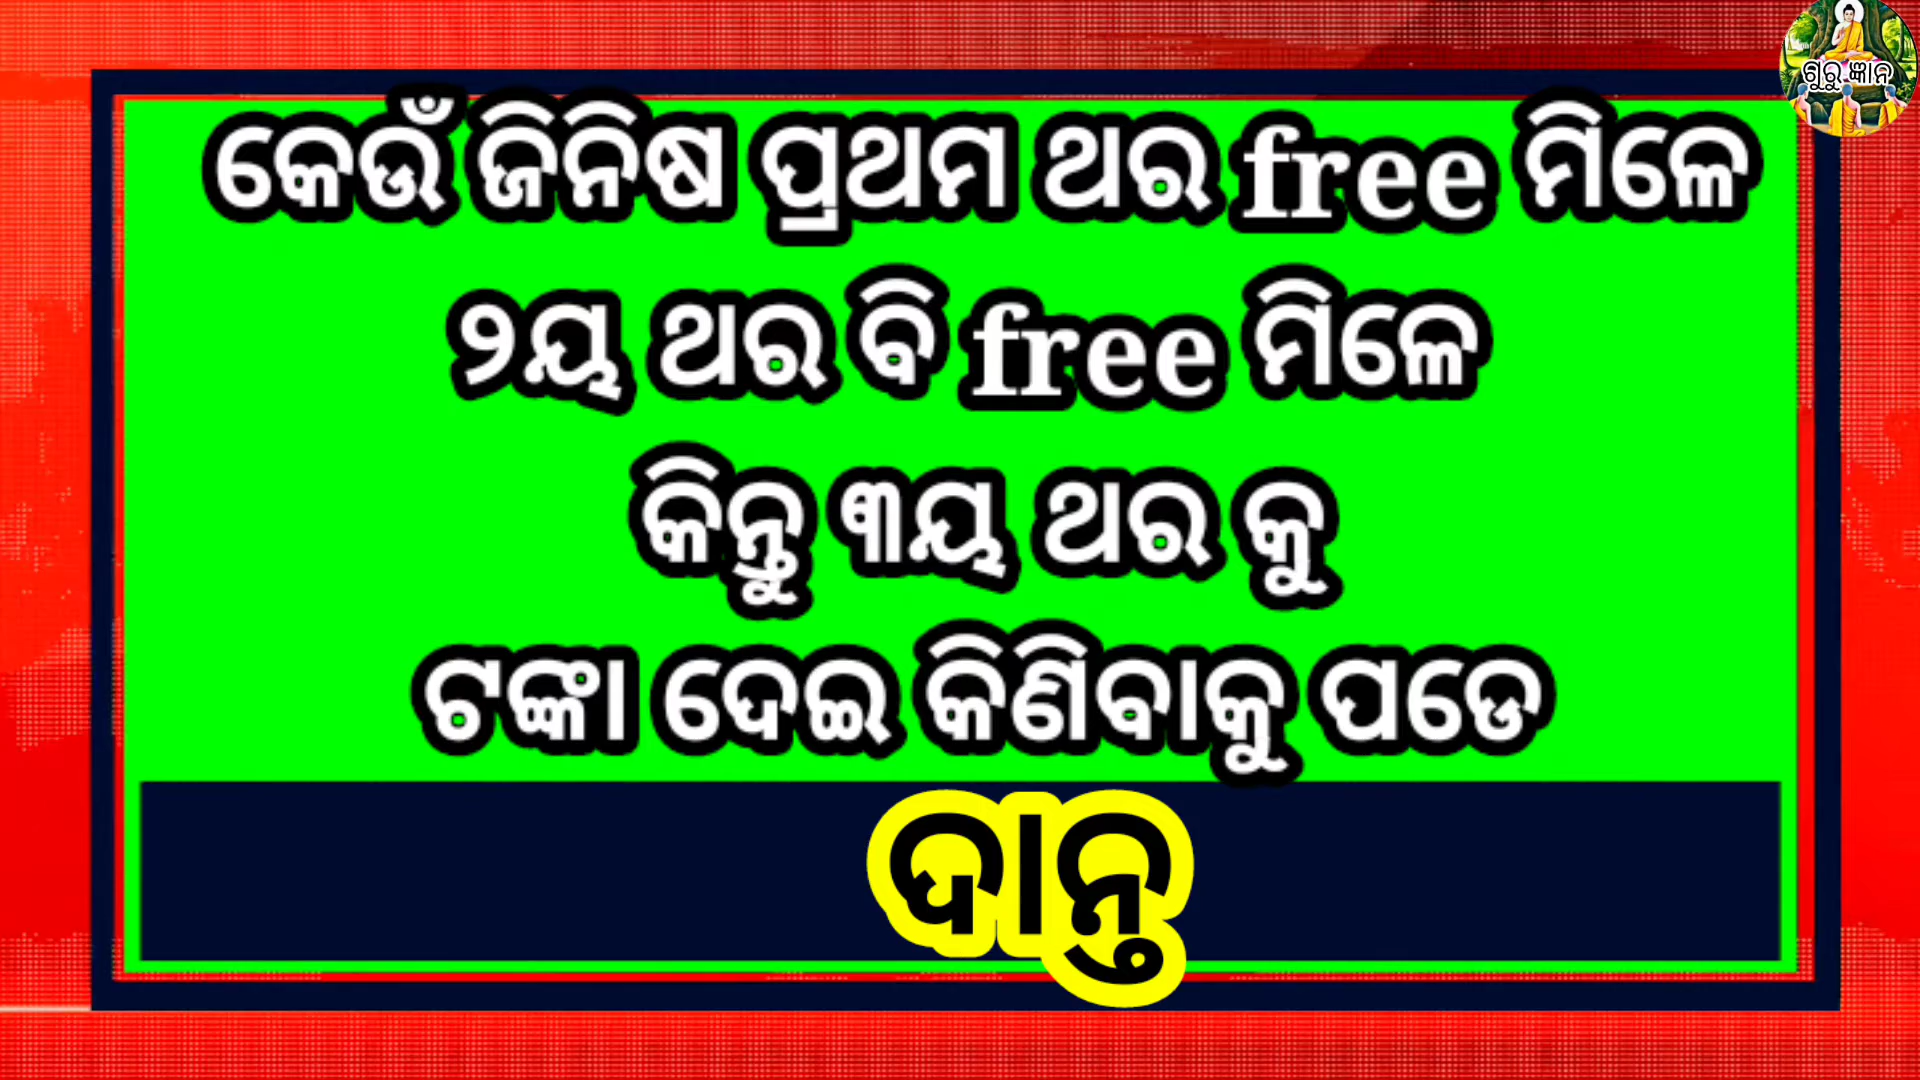 ଗୁରୁ ଜ୍ଞାନ
କେଉଁ ଜିନିଷ ପ୍ରଥମ ଥର free ମିଳେ
୨ୟ ଥର ବି free ମିଳେ
କିନ୍ତୁ ୩ୟ ଥର କୁ
ଟଙ୍କା ଦେଇ କିଣିବାକୁ ପଡେ
ଦାନ୍ତ